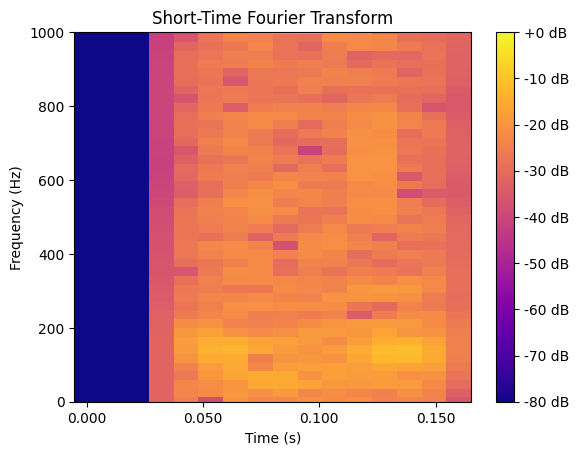 Short-Time Fourier Transform
1000
800
600
400
200
0
Frequency (Hz)
0.000
0.050
0.100
0.150
Time (s)
+0 dB
-10 dB
-20 dB
-30 dB
-40 dB
-50 dB
-60 dB
-70 dB
-80 dB